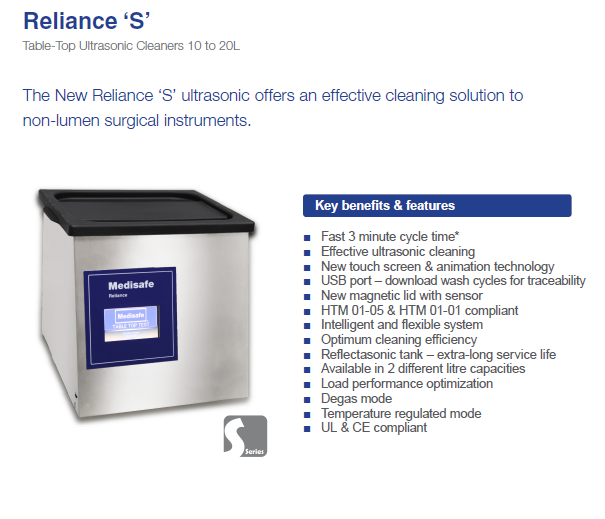 Reliance ‘S’
Table-Top Ultrasonic Cleaners 10 to 20L
The New Reliance ‘S’ ultrasonic offers an effective cleaning solution to
non-lumen surgical instruments.
Key benefits & features
■ Fast 3 minute cycle time*
■ Effective ultrasonic cleaning
■ New touch screen & animation technology
■ USB port – download wash cycles for traceability
■ New magnetic lid with sensor
■ HTM 01-05 & HTM 01-01 compliant
■ Intelligent and flexible system
■ Optimum cleaning efficiency
■ Reflectasonic tank – extra-long service life
■ Available in 2 different litre capacities
■ Load performance optimization
■ Degas mode
■ Temperature regulated mode
■ UL & CE compliant
Medisafe
Reliance
Medisafe
TABLE TOP TEST
S
Series